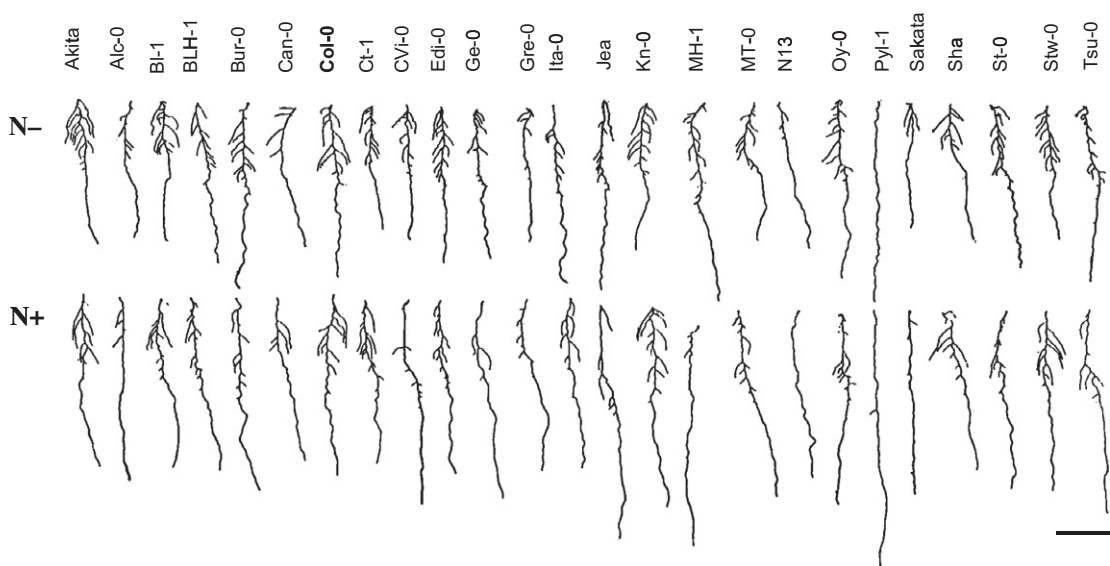 Akita Alc-0 Bl-1 BLH-1 Bur-0 Can-0 Col-0 Ct-1 CVi-0 Edi-0 Ge-0 Gre-0 Ita-0 Jea Kn-0 MH-1 MT-0 N13 Oy-0 Pyl-1 Sakata Sha St-0 Stw-0 Tsu-0
N–
N+